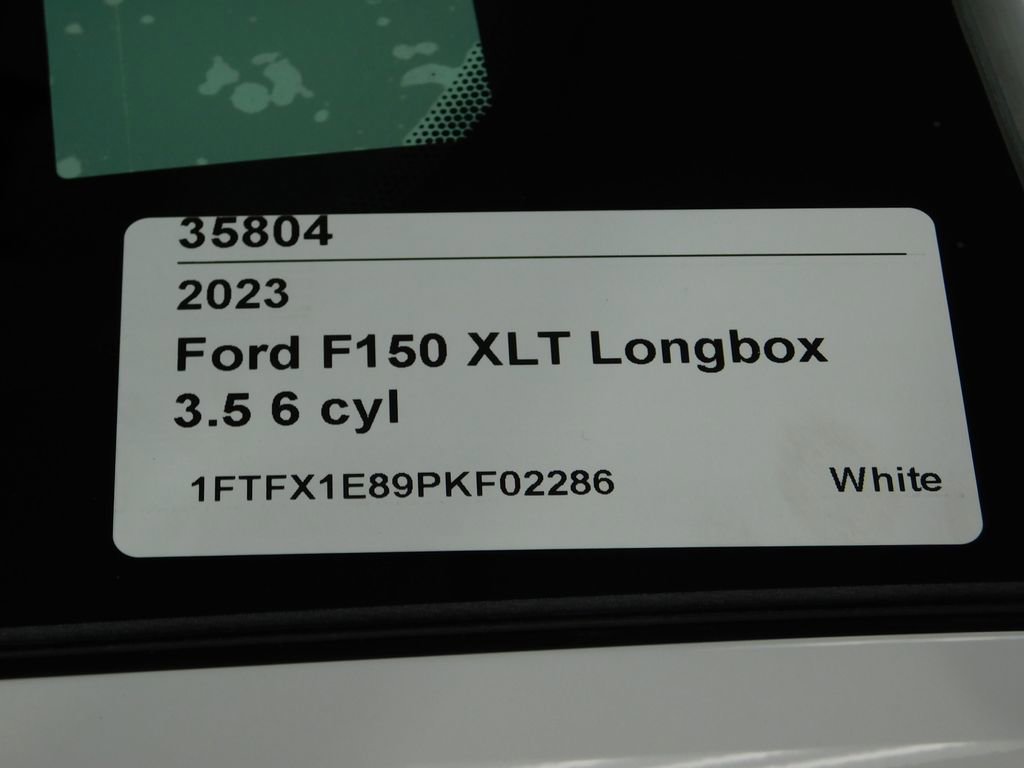 35804
2023
Ford F150 XLT Longbox
3.5 6 cyl
1FTFX1E89PKF02286 White